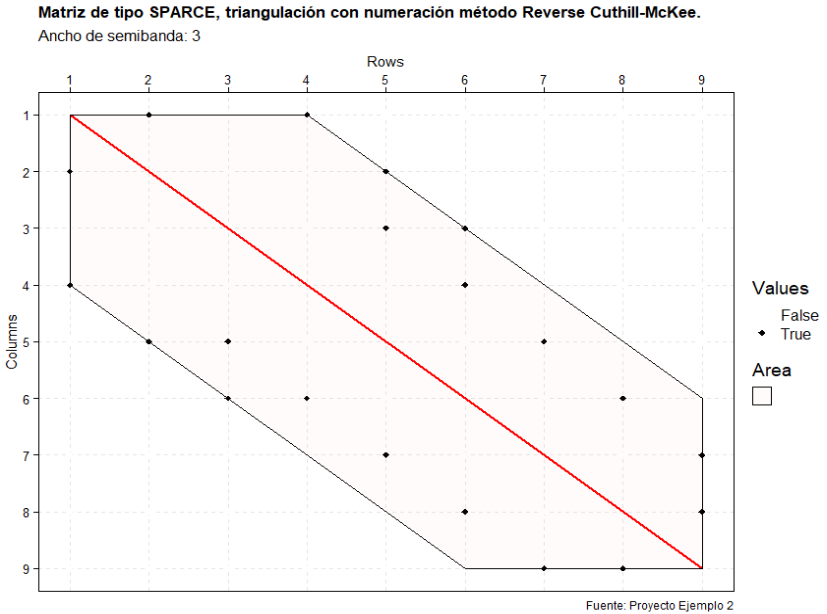 Matriz de tipo SPARCE, triangulación con numeración método Reverse Cuthill-McKee.
Ancho de semibanda: 3
Rows
1 2 3 4 5 6 7 8 9
1
2
3
4
5
6
7
8
9
Columns
Values
False
True
Area
Fuente: Proyecto Ejemplo 2